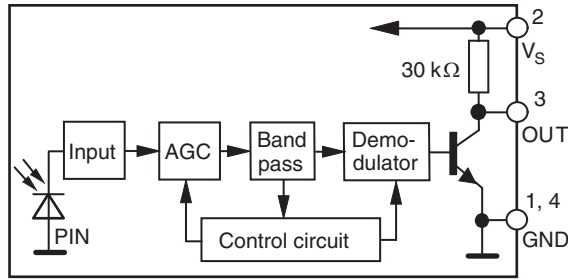 2
V_S
30 kΩ
3
OUT
Input
AGC
Band
pass
Demo-
dulator
1, 4
GND
PIN
Control circuit